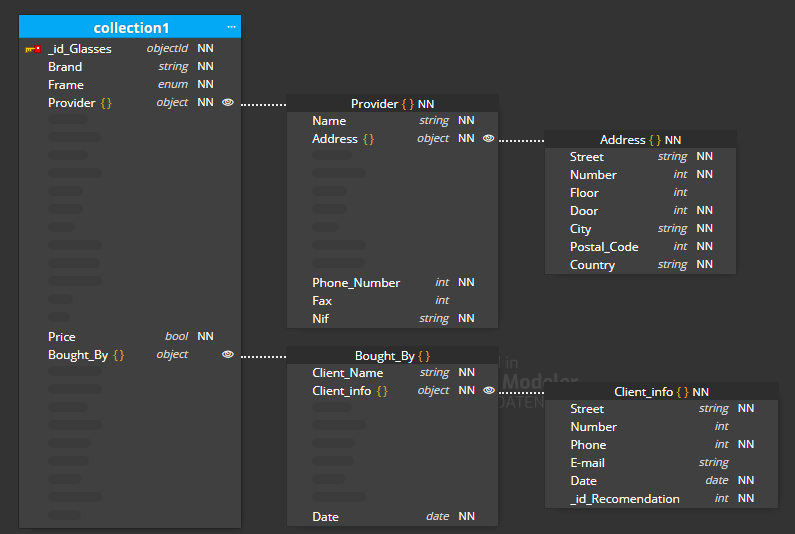 collection1 ...
_id_Glasses objectId NN
Brand string NN
Frame enum NN
Provider {} object NN
Price bool NN
Bought_By {} object
Provider {} NN
Name string NN
Address {} object NN
Phone_Number int NN
Fax int
Nif string NN
Address {} NN
Street string NN
Number int NN
Floor int
Door int NN
City string NN
Postal_Code int NN
Country string NN
Bought_By {}
Client_Name string NN
Client_info {} object NN
Date date NN
in
Modeler
DATEN
Client_info {} NN
Street string NN
Number int
Phone int NN
E-mail string
Date date NN
_id_Recomendation int NN